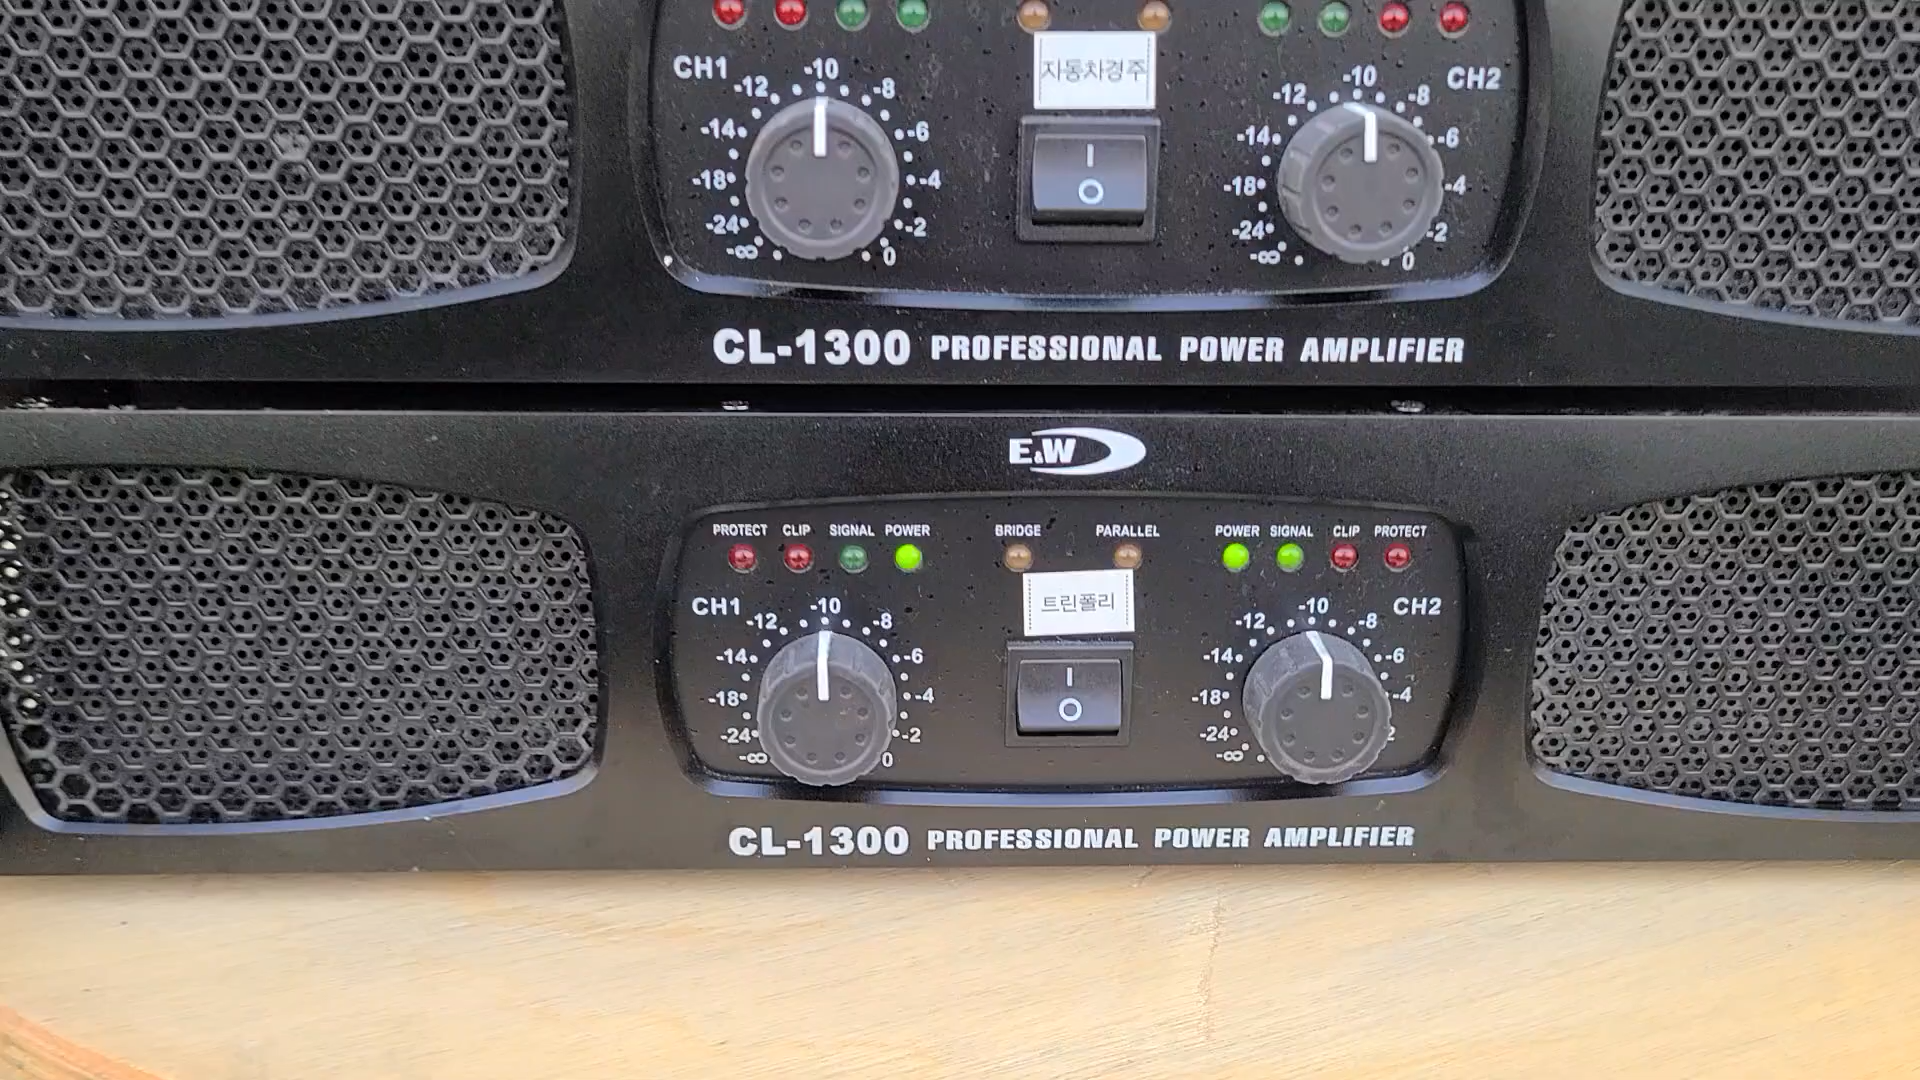 CH1 -∞ -24 -18 -14 -12 -10 -8 -6 -4 -2 0
자동차경주
I
O
CH2 -∞ -24 -18 -14 -12 -10 -8 -6 -4 -2 0
CL-1300 PROFESSIONAL POWER AMPLIFIER
E&W
PROTECT CLIP SIGNAL POWER BRIDGE PARALLEL POWER SIGNAL CLIP PROTECT
CH1 -∞ -24 -18 -14 -12 -10 -8 -6 -4 -2 0
트린폴리
I
O
CH2 -∞ -24 -18 -14 -12 -10 -8 -6 -4 2
CL-1300 PROFESSIONAL POWER AMPLIFIER